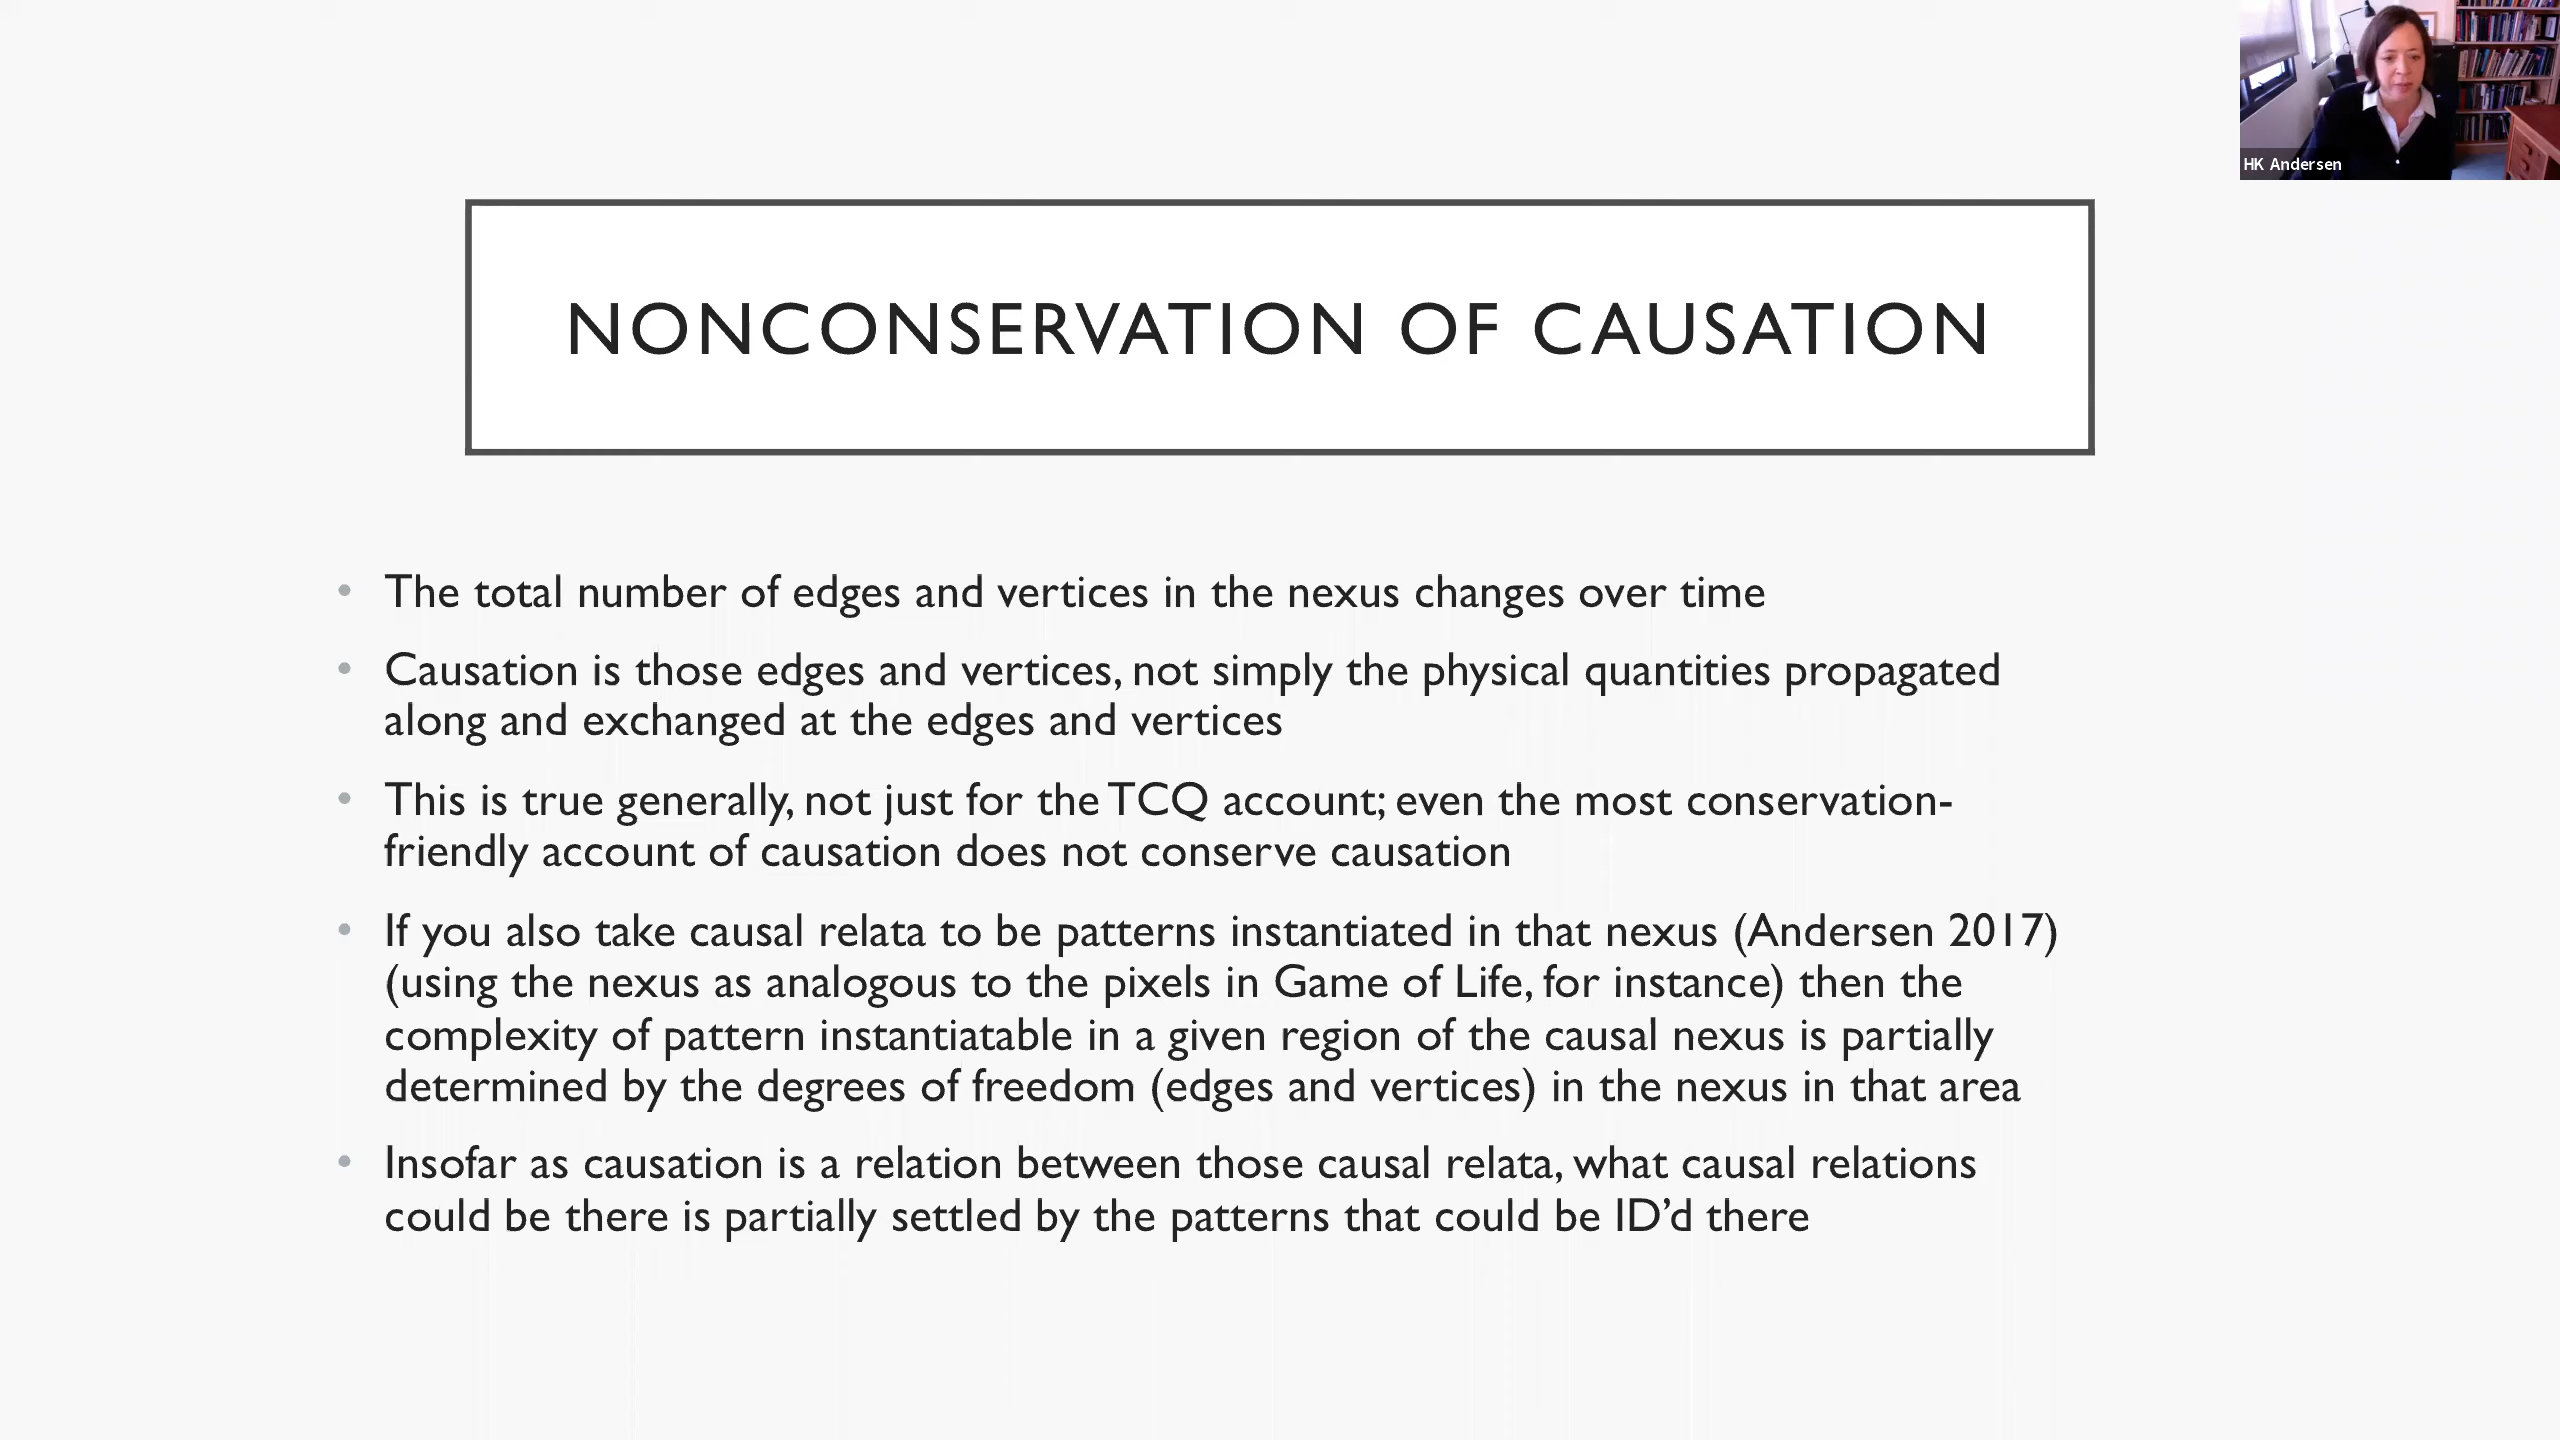 HK Andersen
NONCONSERVATION OF CAUSATION
• The total number of edges and vertices in the nexus changes over time
• Causation is those edges and vertices, not simply the physical quantities propagated
along and exchanged at the edges and vertices
• This is true generally, not just for the TCQ account; even the most conservation-
friendly account of causation does not conserve causation
• If you also take causal relata to be patterns instantiated in that nexus (Andersen 2017)
(using the nexus as analogous to the pixels in Game of Life, for instance) then the
complexity of pattern instantiatable in a given region of the causal nexus is partially
determined by the degrees of freedom (edges and vertices) in the nexus in that area
• Insofar as causation is a relation between those causal relata, what causal relations
could be there is partially settled by the patterns that could be ID’d there